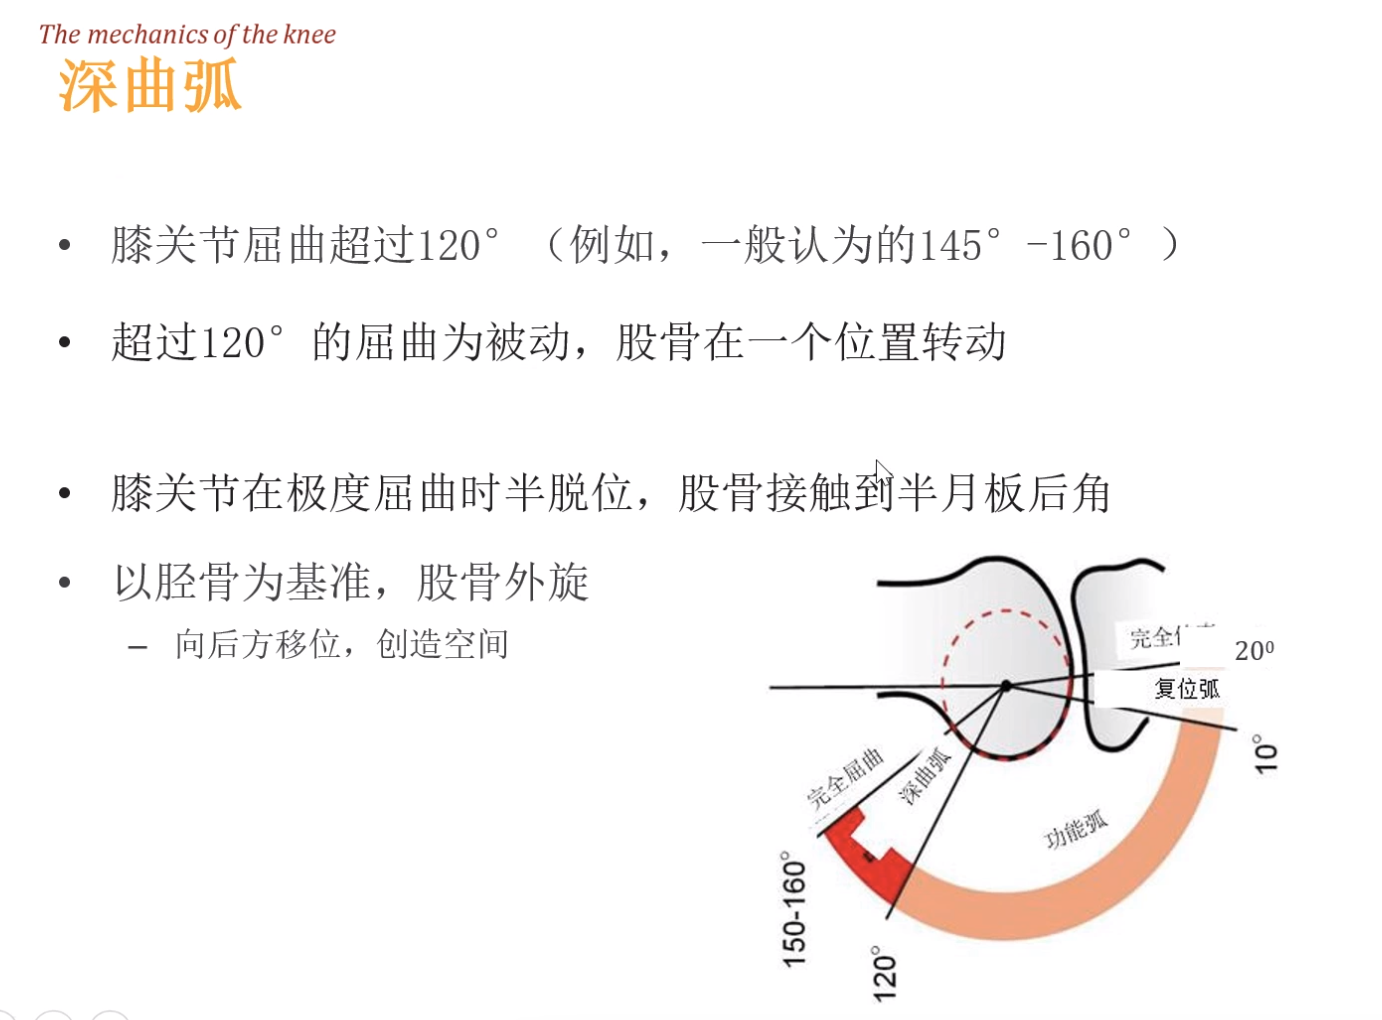 The mechanics of the knee
深曲弧
• 膝关节屈曲超过120°（例如，一般认为的145°-160°）
• 超过120°的屈曲为被动，股骨在一个位置转动
• 膝关节在极度屈曲时半脱位，股骨接触到半月板后角
• 以胫骨为基准，股骨外旋
– 向后方移位，创造空间
完全
20⁰
复位弧
10°
完全屈曲
深曲弧
功能弧
150-160°
120°